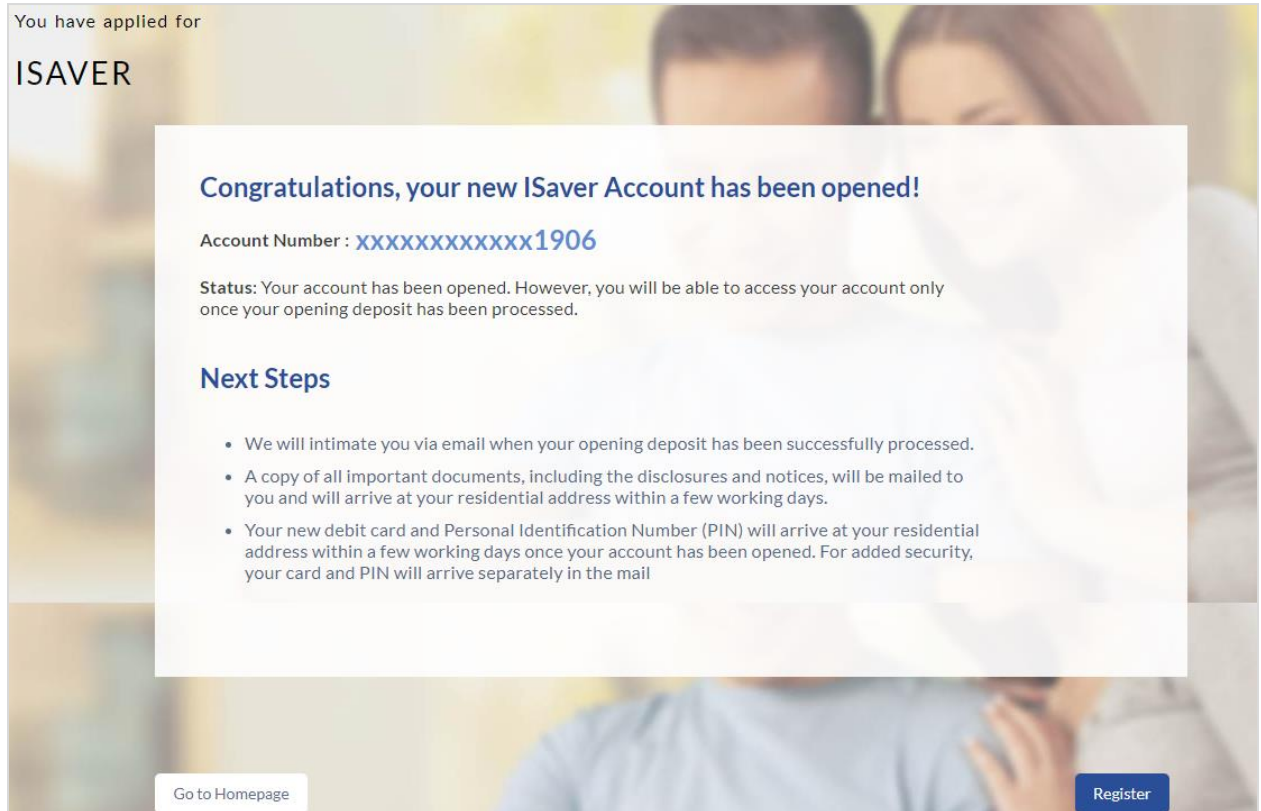 You have applied for
ISAVER
Congratulations, your new ISaver Account has been opened!
Account Number : xxxxxxxxxxxx1906
Status: Your account has been opened. However, you will be able to access your account only
once your opening deposit has been processed.
Next Steps
• We will intimate you via email when your opening deposit has been successfully processed.
• A copy of all important documents, including the disclosures and notices, will be mailed to
you and will arrive at your residential address within a few working days.
• Your new debit card and Personal Identification Number (PIN) will arrive at your residential
address within a few working days once your account has been opened. For added security,
your card and PIN will arrive separately in the mail
Go to Homepage
Register